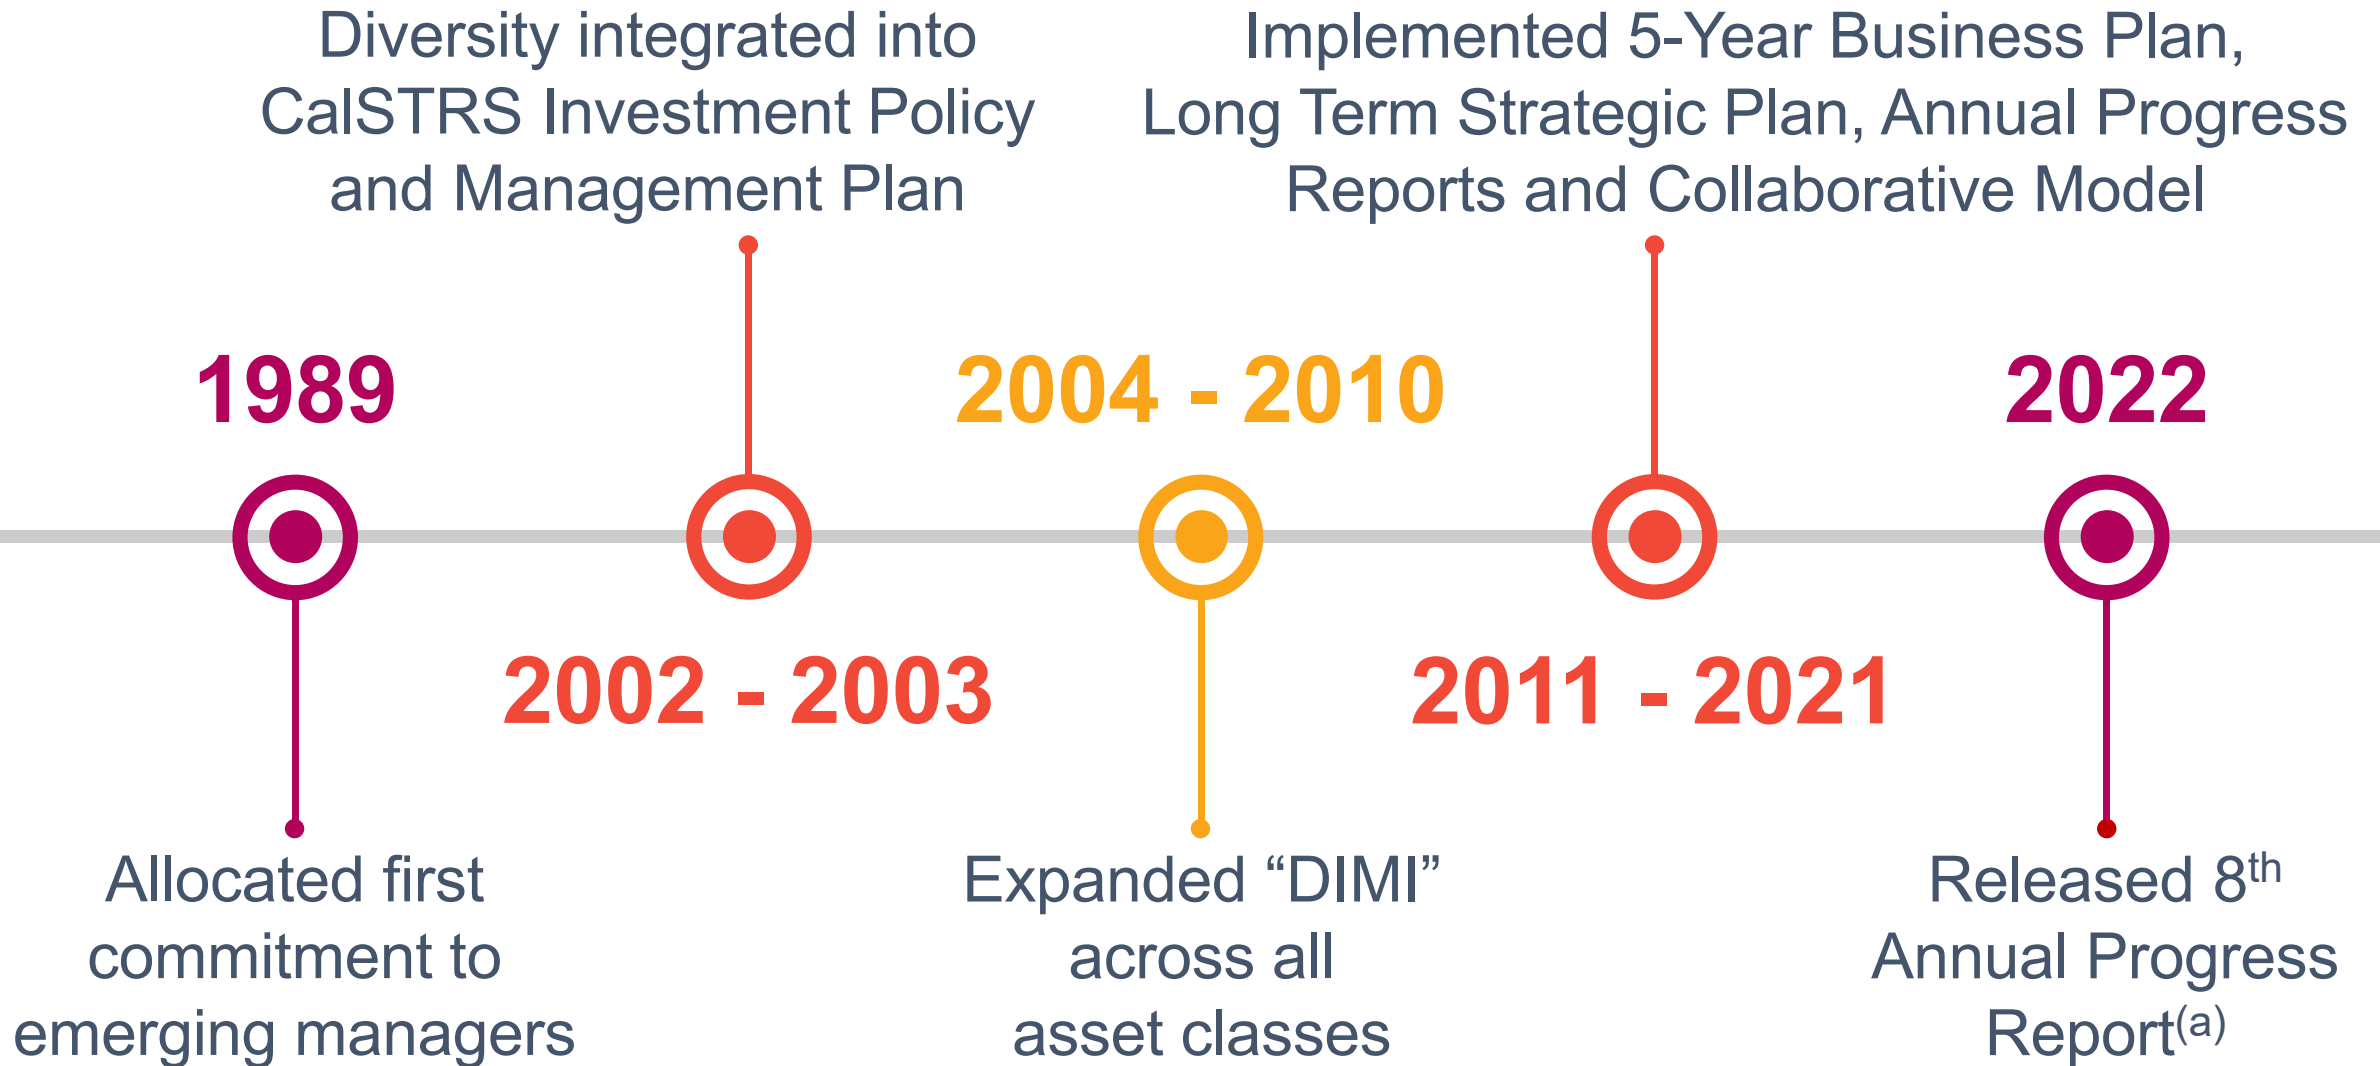 Diversity integrated into
CalSTRS Investment Policy
and Management Plan
Implemented 5-Year Business Plan,
Long Term Strategic Plan, Annual Progress
Reports and Collaborative Model
1989
2004 - 2010
2022
2002 - 2003
2011 - 2021
Allocated first
commitment to
emerging managers
Expanded “DIMI”
across all
asset classes
Released 8th
Annual Progress
Report(a)